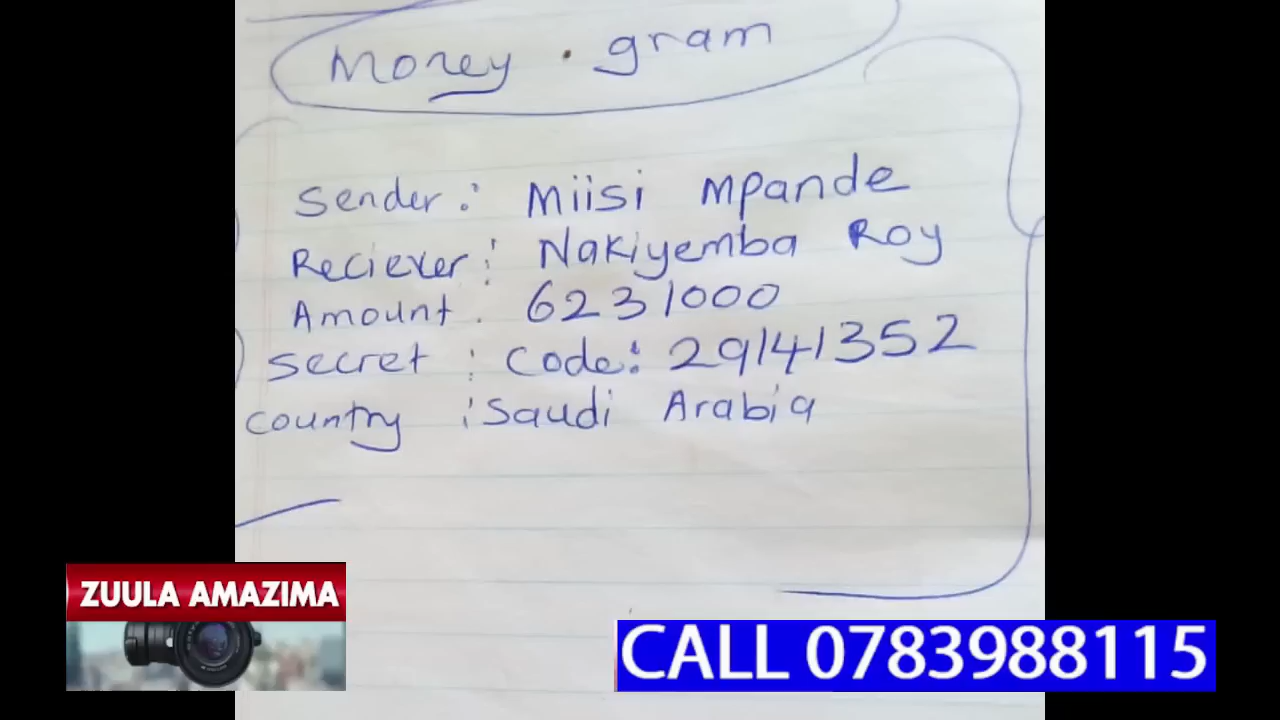 Money . gram
Sender : Miisi Mpande
Reciever : Nakiyemba Roy
Amount : 6231000
Secret : Code : 29141352
Country : Saudi Arabia
ZUULA AMAZIMA
CALL 0783988115